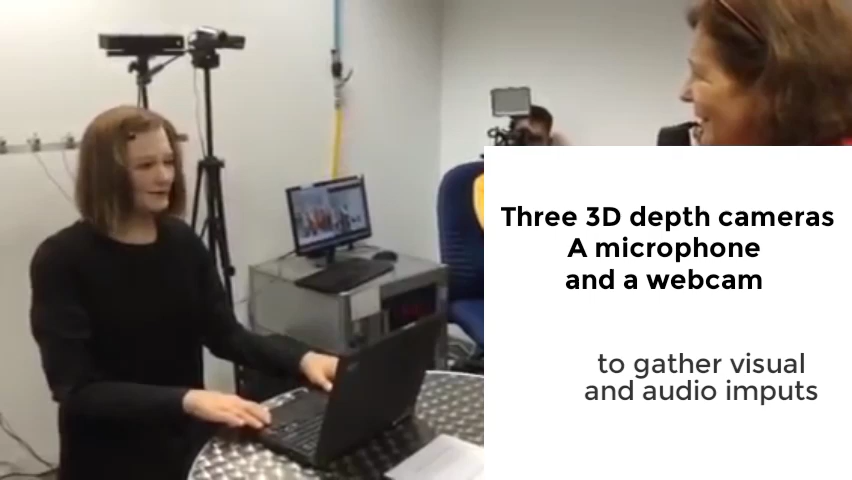 Three 3D depth cameras
A microphone
and a webcam
to gather visual
and audio imputs